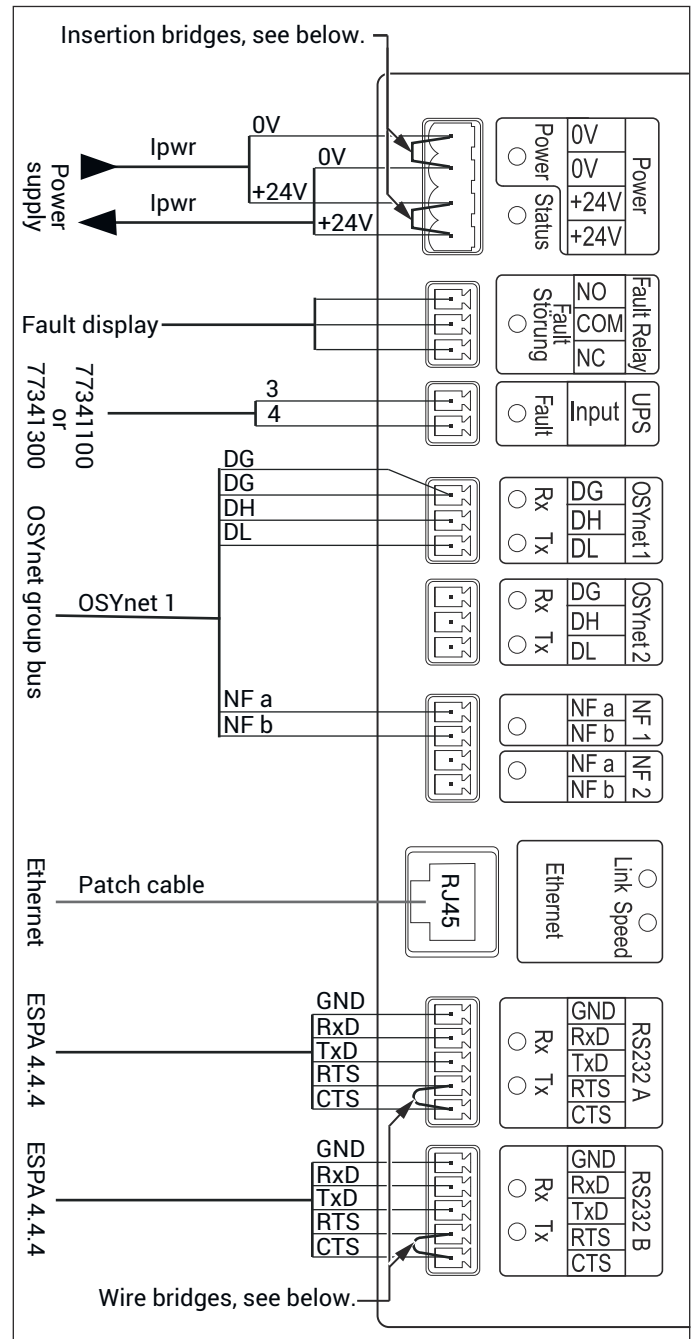 Insertion bridges, see below.
Power supply
Ipwr
Ipwr
0V
0V
+24V
+24V
Power
Status
0V
0V
+24V
+24V
Power
Fault display
Fault
Störung
NO
COM
NC
Fault Relay
77341100
or
77341300
3
4
Fault
Input
UPS
OSYnet group bus
OSYnet 1
DG
DG
DH
DL
Rx Tx
DG
DH
DL
OSYnet1
Rx Tx
DG
DH
DL
OSYnet2
NF a
NF b
NF a
NF b
NF 1
NF a
NF b
NF 2
Ethernet
Patch cable
RJ45
Ethernet
Link Speed
ESPA 4.4.4
GND
RxD
TxD
RTS
CTS
Rx Tx
GND
RxD
TxD
RTS
CTS
RS232 A
ESPA 4.4.4
GND
RxD
TxD
RTS
CTS
Rx Tx
GND
RxD
TxD
RTS
CTS
RS232 B
Wire bridges, see below.